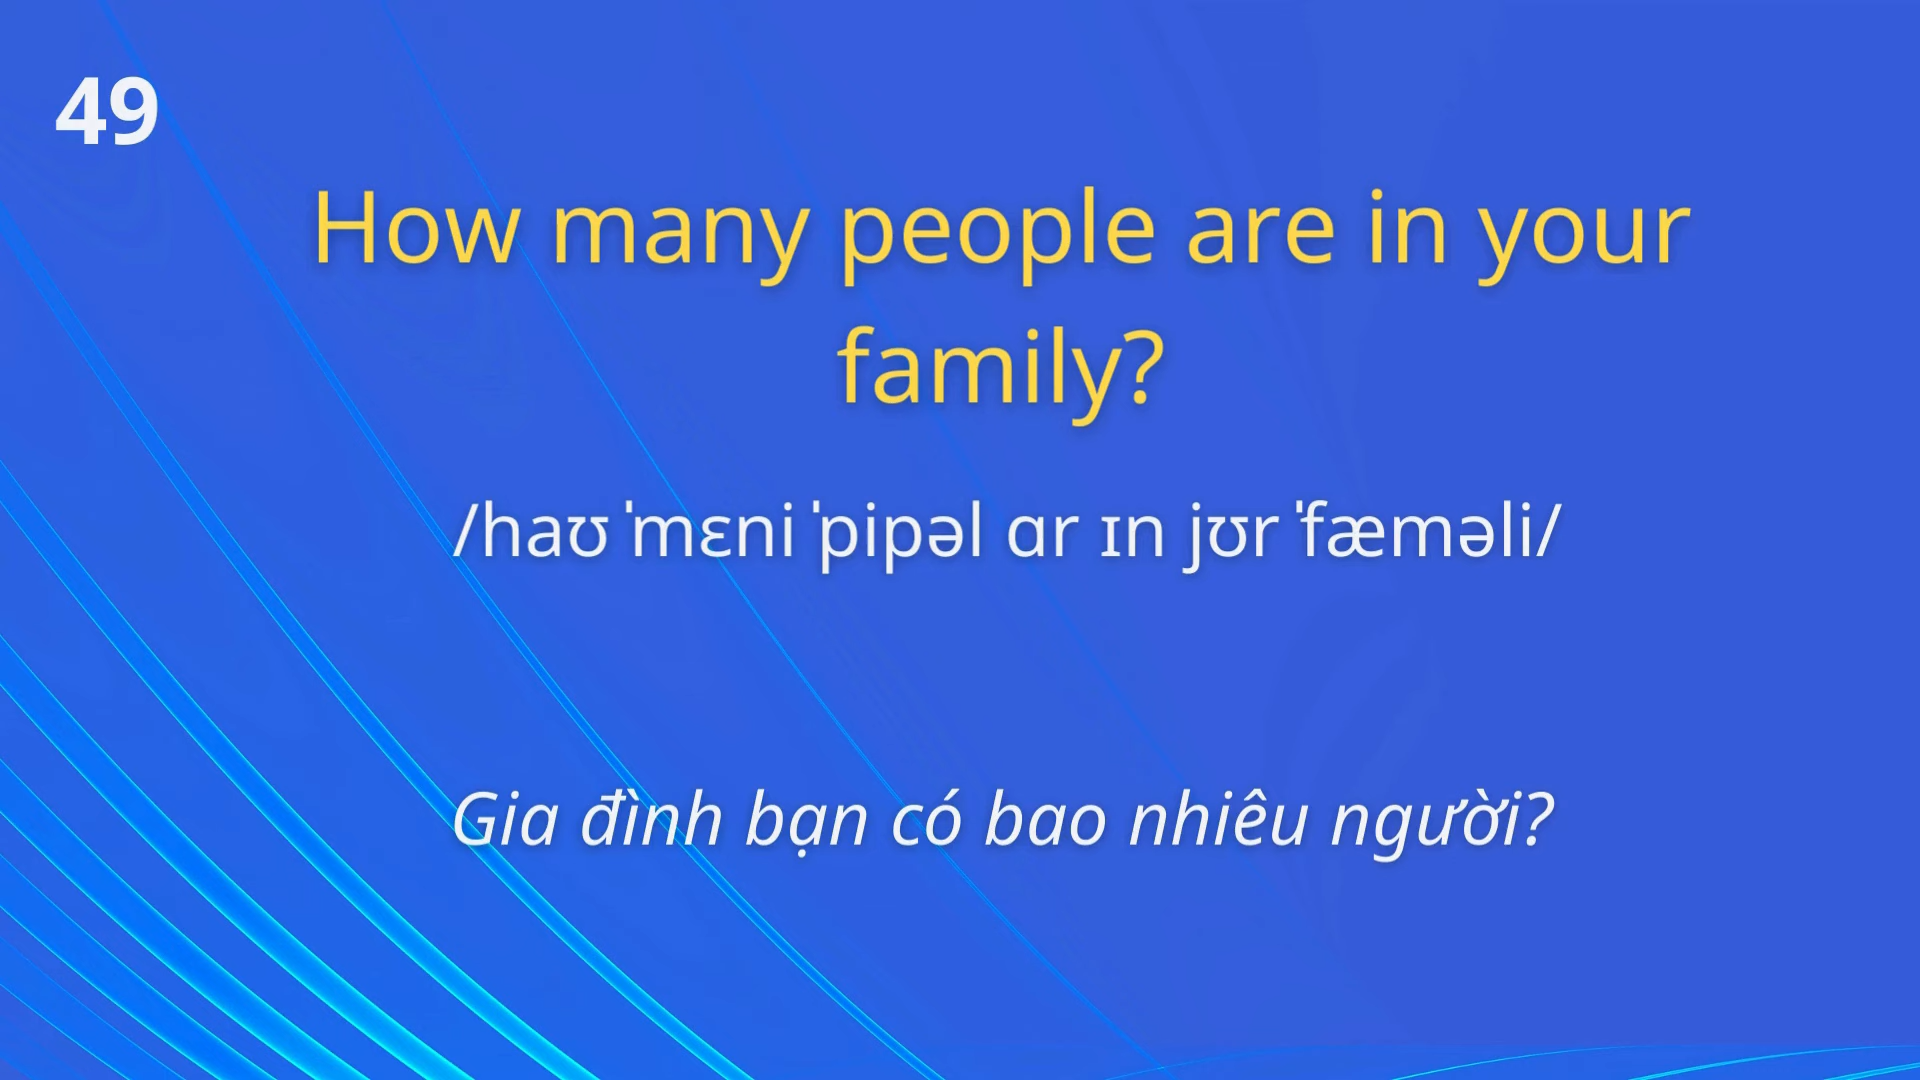 49
How many people are in your
family?
/haʊ ˈmɛni ˈpipəl ɑr ɪn jʊr ˈfæməli/
Gia đình bạn có bao nhiêu người?